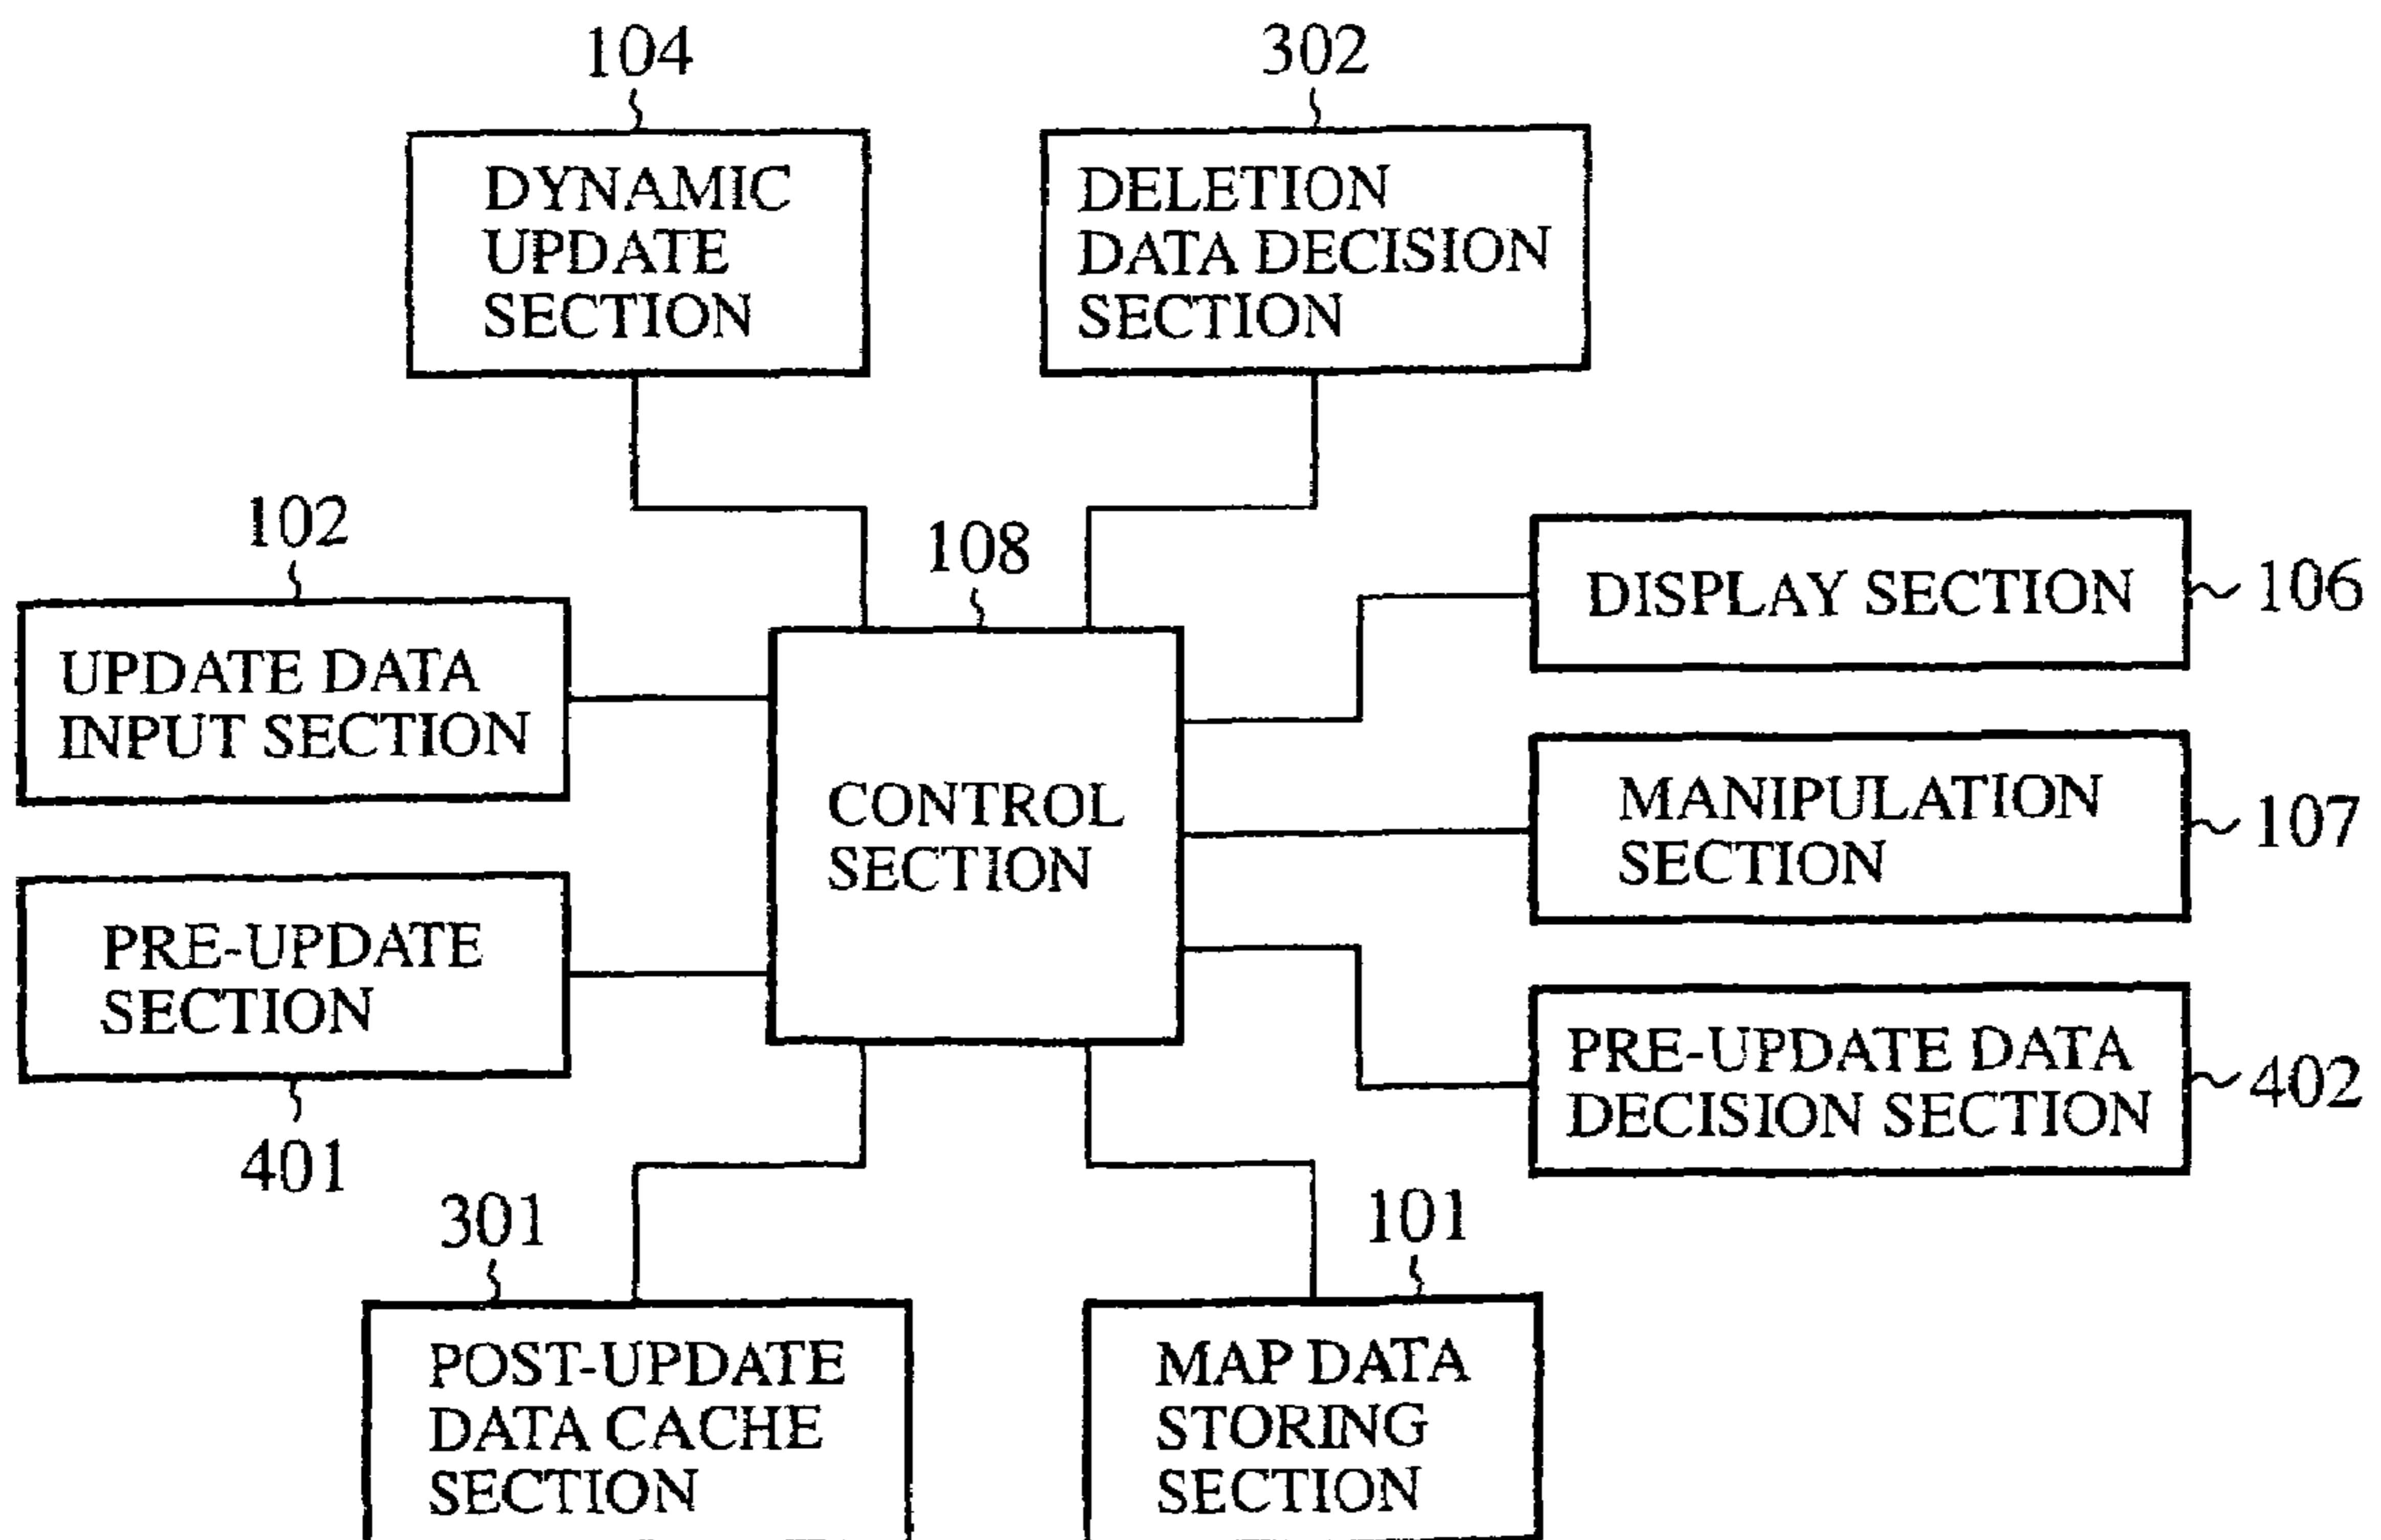 104
DYNAMIC
UPDATE
SECTION
302
DELETION
DATA DECISION
SECTION
102
UPDATE DATA
INPUT SECTION
108
CONTROL
SECTION
DISPLAY SECTION
106
MANIPULATION
SECTION
107
PRE-UPDATE
SECTION
401
PRE-UPDATE DATA
DECISION SECTION
402
301
POST-UPDATE
DATA CACHE
SECTION
101
MAP DATA
STORING
SECTION